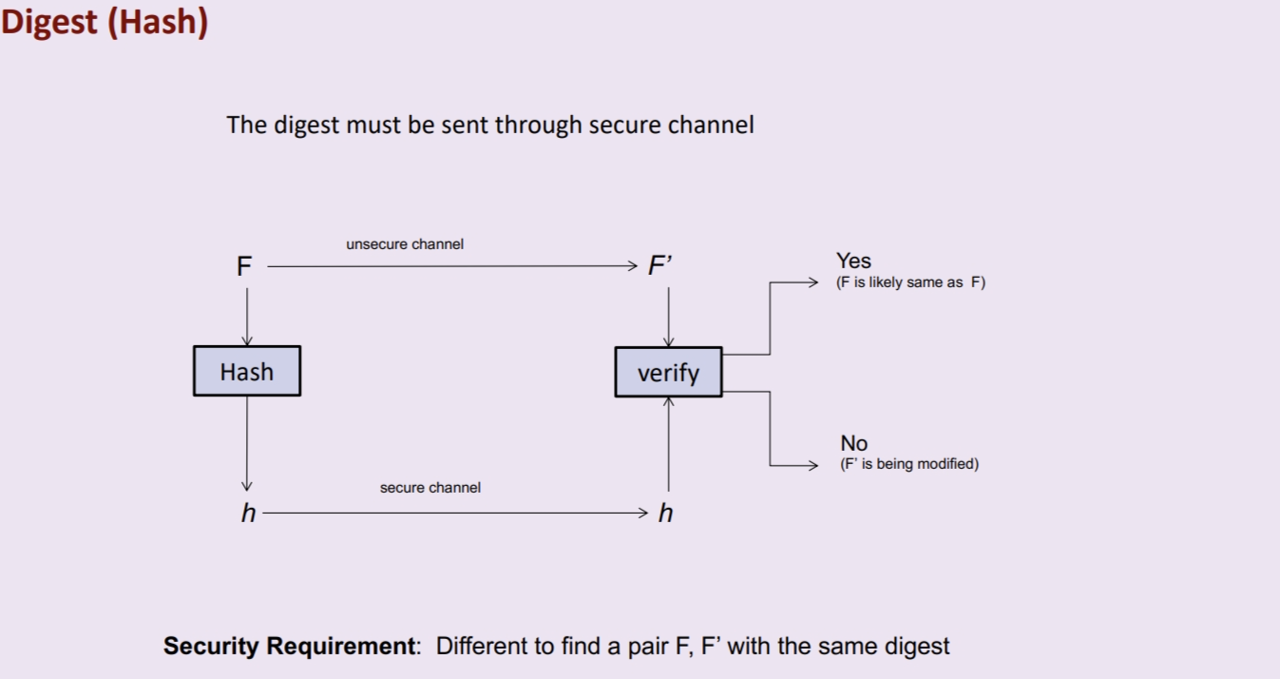 Digest (Hash)
The digest must be sent through secure channel
unsecure channel
F
F’
Yes
(F is likely same as F)
Hash
verify
No
(F’ is being modified)
secure channel
h
h
Security Requirement: Different to find a pair F, F’ with the same digest